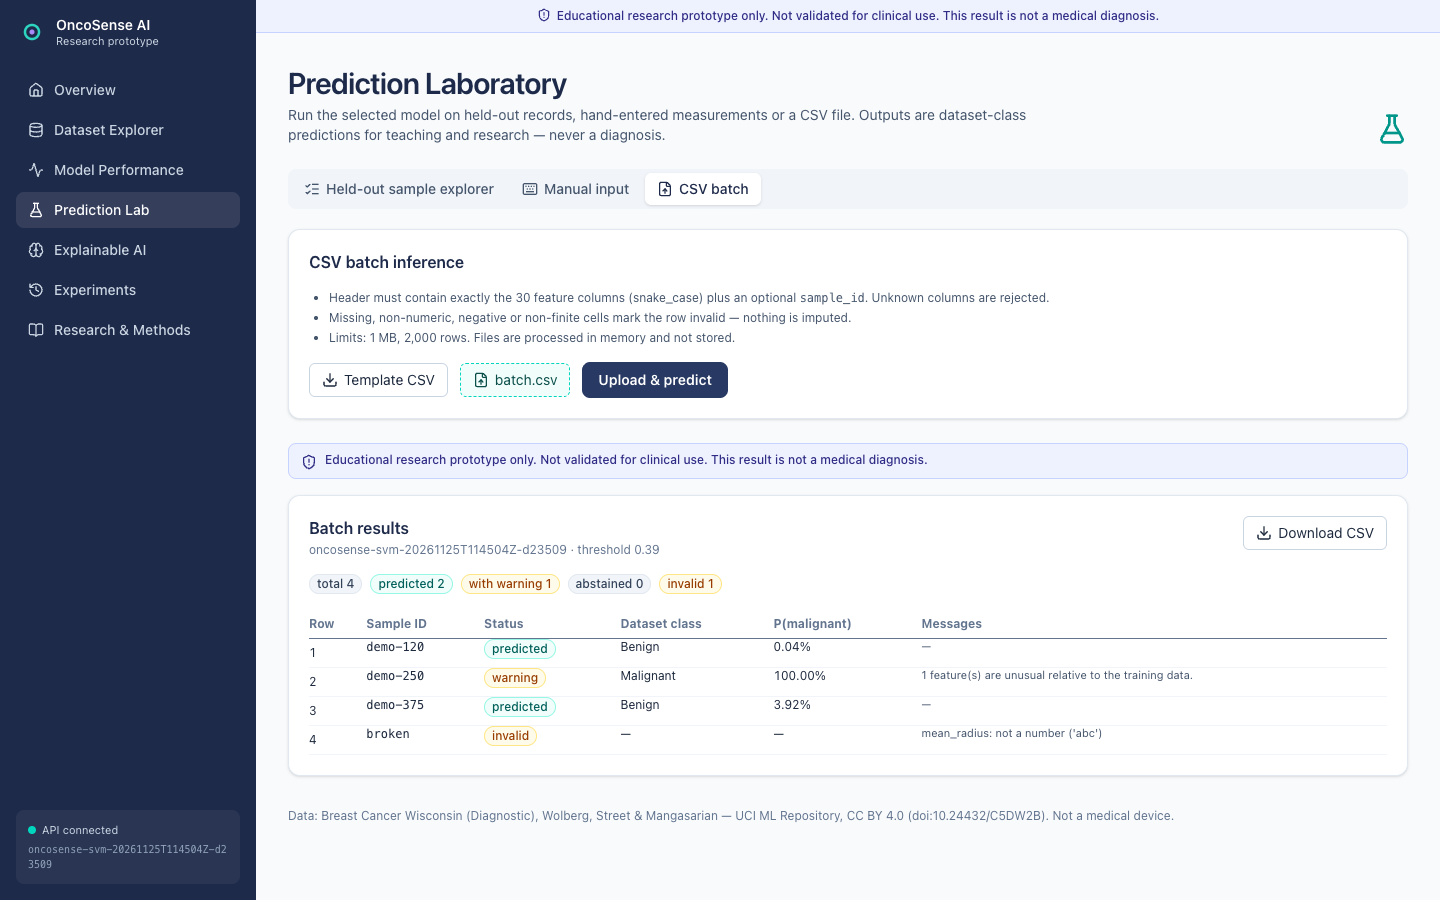 OncoSense AI
Research prototype
Overview
Dataset Explorer
Model Performance
Prediction Lab
Explainable AI
Experiments
Research & Methods
API connected
oncosense-svm-20261125T114504Z-d2
3509
Educational research prototype only. Not validated for clinical use. This result is not a medical diagnosis.
Prediction Laboratory
Run the selected model on held-out records, hand-entered measurements or a CSV file. Outputs are dataset-class
predictions for teaching and research — never a diagnosis.
Held-out sample explorer Manual input CSV batch
CSV batch inference
• Header must contain exactly the 30 feature columns (snake_case) plus an optional sample_id. Unknown columns are rejected.
• Missing, non-numeric, negative or non-finite cells mark the row invalid — nothing is imputed.
• Limits: 1 MB, 2,000 rows. Files are processed in memory and not stored.
Template CSV batch.csv Upload & predict
Educational research prototype only. Not validated for clinical use. This result is not a medical diagnosis.
Batch results
Download CSV
oncosense-svm-20261125T114504Z-d23509 · threshold 0.39
total 4 predicted 2 with warning 1 abstained 0 invalid 1
Row Sample ID Status Dataset class P(malignant) Messages
1 demo-120 predicted Benign 0.04% —
2 demo-250 warning Malignant 100.00% 1 feature(s) are unusual relative to the training data.
3 demo-375 predicted Benign 3.92% —
4 broken invalid — — mean_radius: not a number ('abc')
Data: Breast Cancer Wisconsin (Diagnostic), Wolberg, Street & Mangasarian — UCI ML Repository, CC BY 4.0 (doi:10.24432/C5DW2B). Not a medical device.